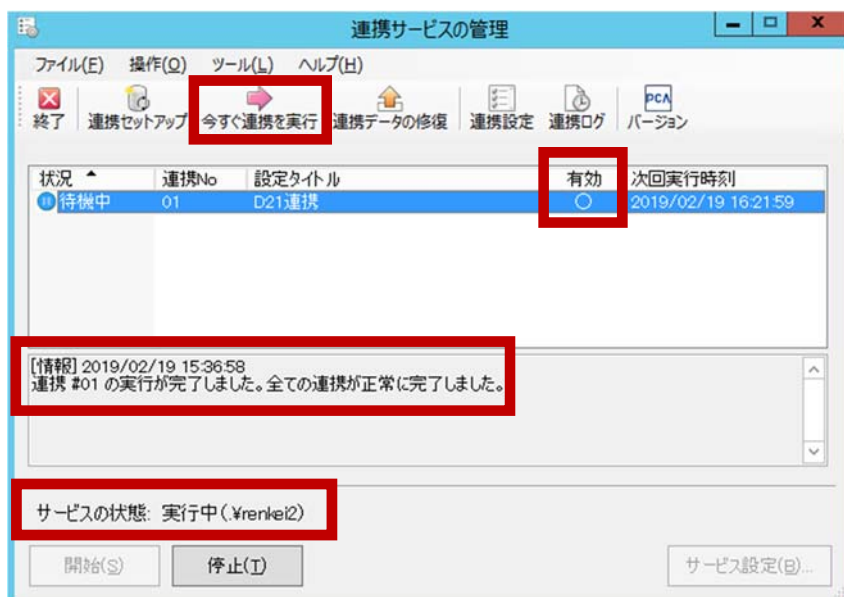 連携サービスの管理
ファイル(F) 操作(O) ツール(L) ヘルプ(H)
終了 連携セットアップ 今すぐ連携を実行 連携データの修復 連携設定 連携ログ PCA バージョン
状況 連携No 設定タイトル 有効 次回実行時刻
待機中 01 D21連携 ○ 2019/02/19 16:21:59
[情報] 2019/02/19 15:36:58
連携 #01 の実行が完了しました。全ての連携が正常に完了しました。
サービスの状態: 実行中(.¥renkei2)
開始(S) 停止(T) サービス設定(B)...